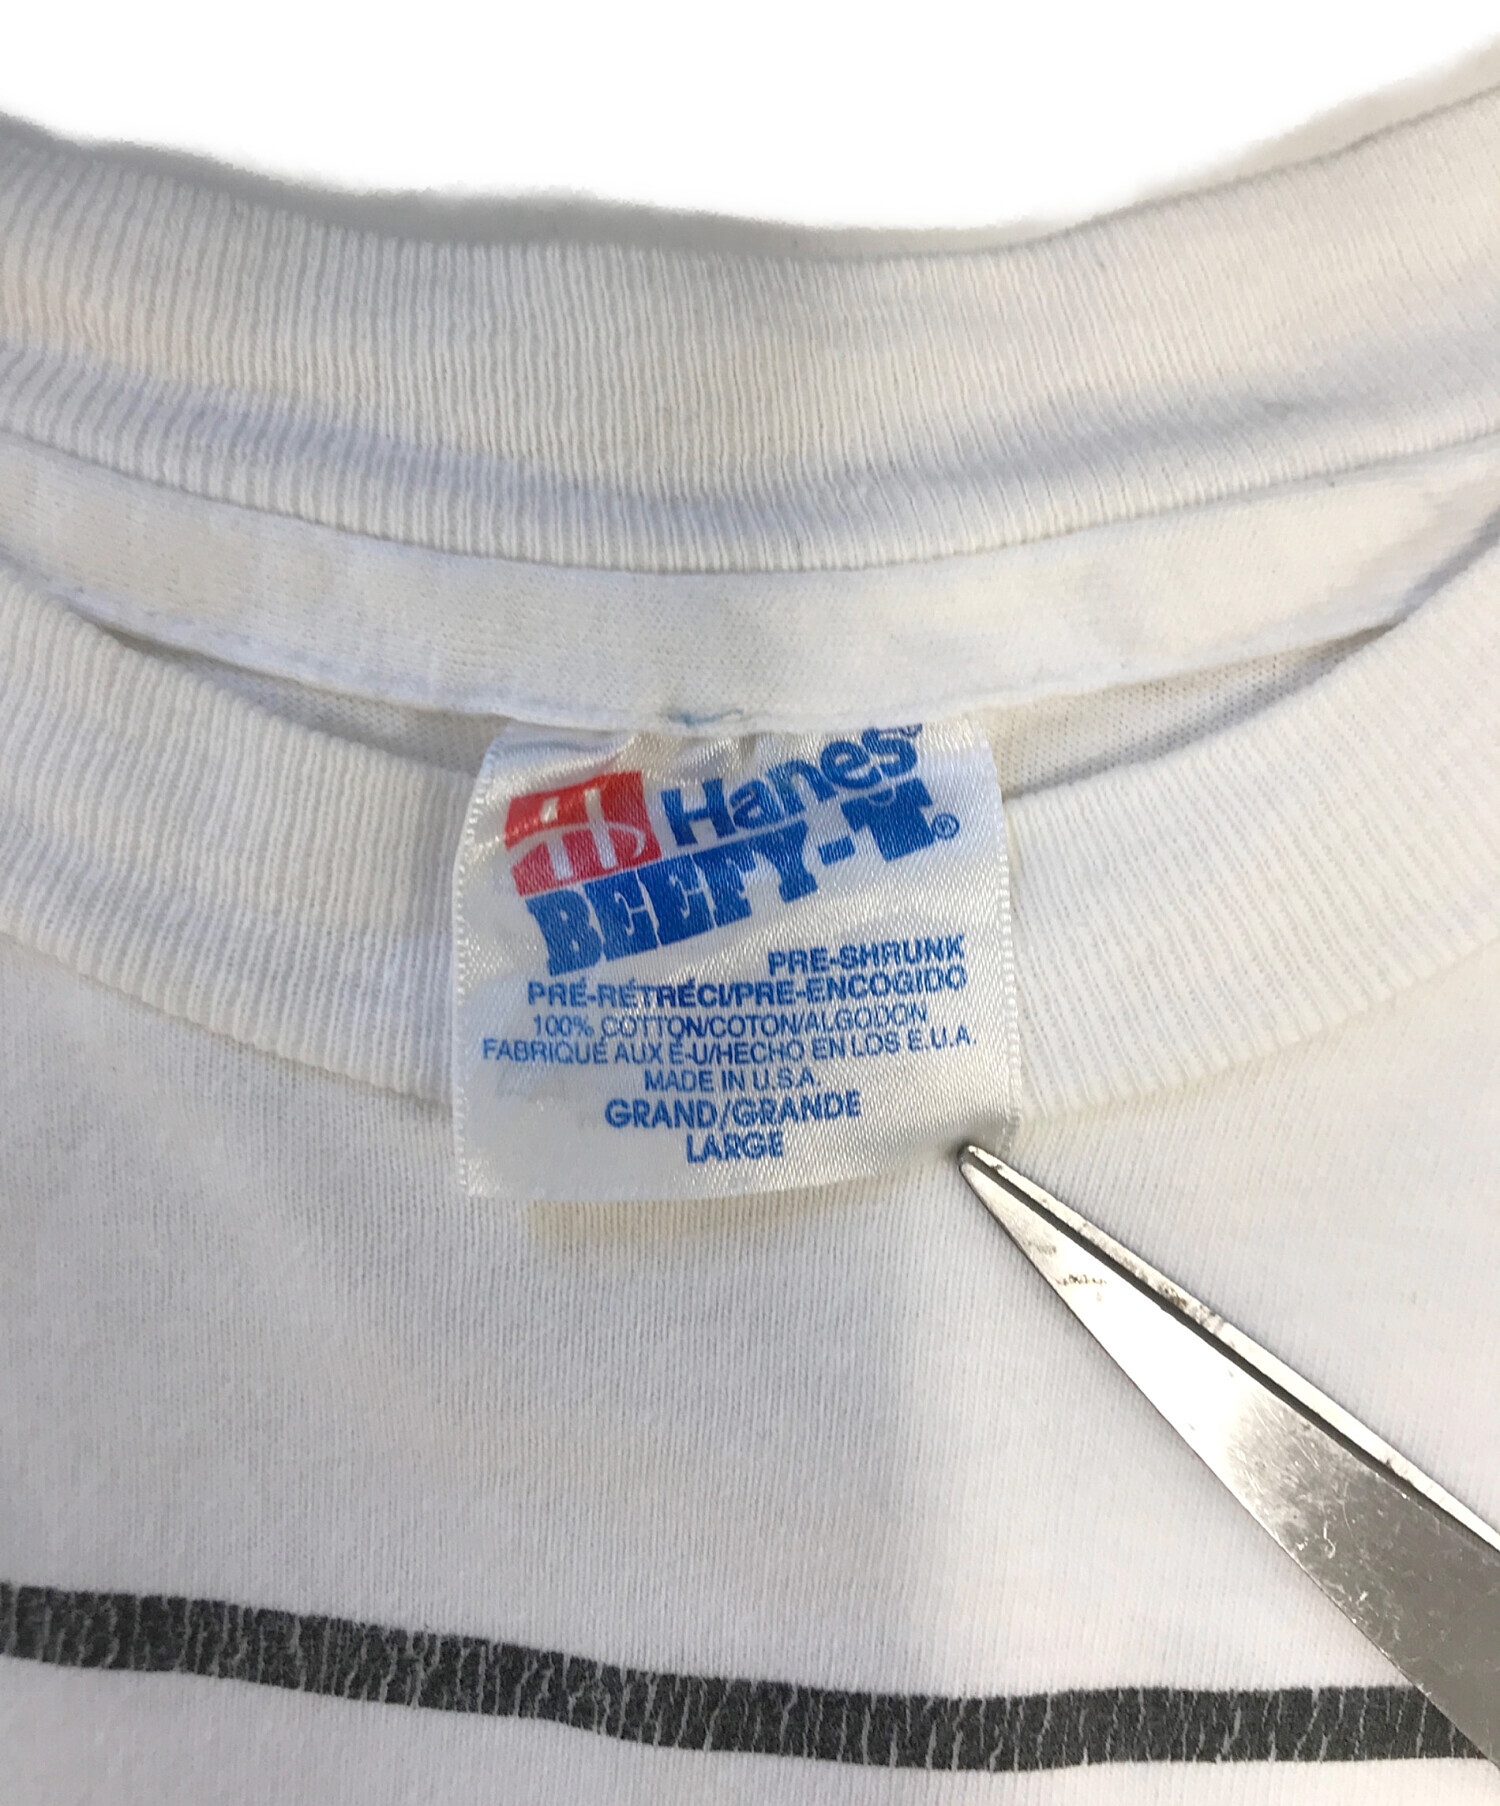 Hanes®
BEEFY-T®
PRE-SHRUNK
PRÉ-RÉTRÉCI/PRE-ENCOGIDO
100% COTTON/COTON/ALGODON
FABRIQUÉ AUX É-U/HECHO EN LOS E.U.A.
MADE IN U.S.A.
GRAND/GRANDE
LARGE